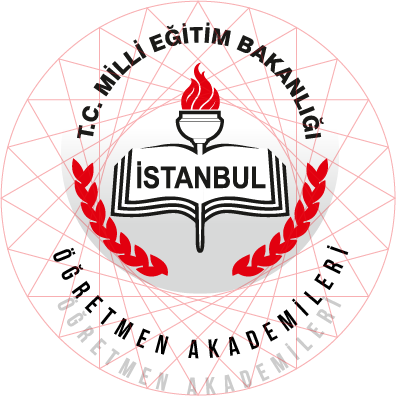 T.C. MİLLİ EĞİTİM BAKANLIĞI
İSTANBUL
ÖĞRETMEN AKADEMİLERİ
ÖĞRETMEN AKADEMİLERİ